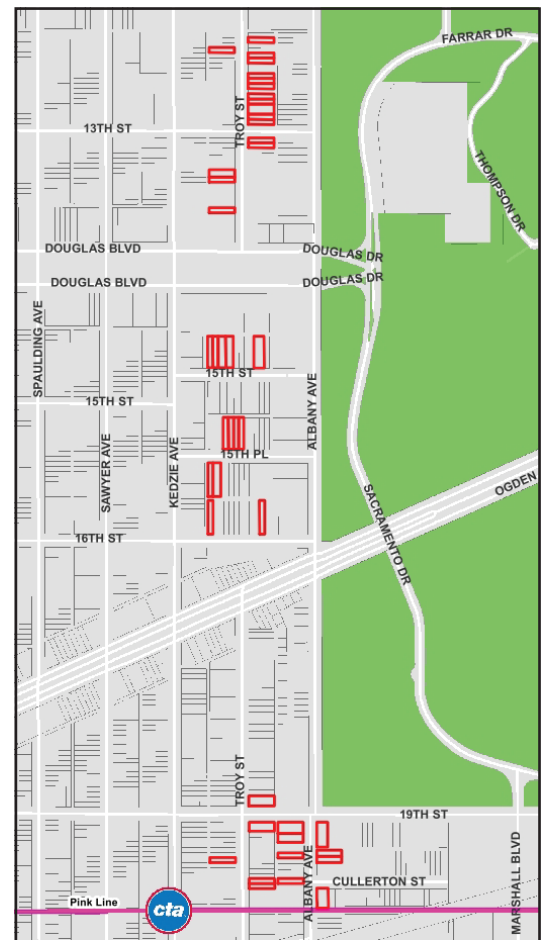 FARRAR DR
TROY ST
13TH ST
THOMPSON DR
DOUGLAS BLVD
DOUGLAS DR
DOUGLAS BLVD
DOUGLAS DR
SPAULDING AVE
15TH ST
15TH ST
ALBANY AVE
SAWYER AVE
KEDZIE AVE
15TH PL
OGDEN
SACRAMENTO DR
16TH ST
TROY ST
19TH ST
ALBANY AVE
MARSHALL BLVD
CULLERTON ST
Pink Line
cta